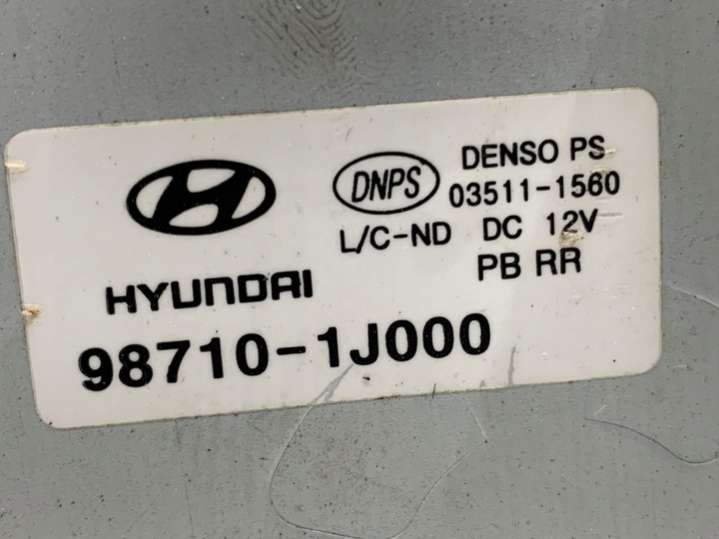 DNPS
DENSO PS
03511-1560
L/C-ND DC 12V
PB RR
HYUNDAI
98710-1J000